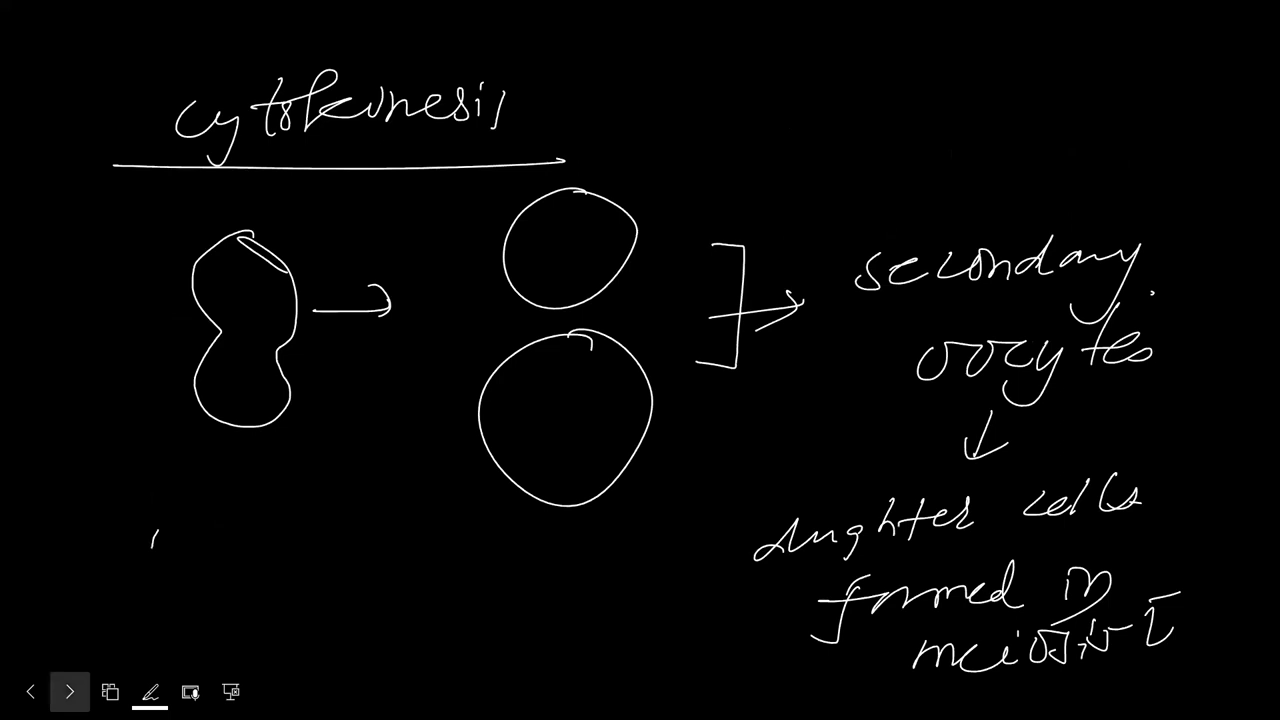 cytokinesis
secondary
oocytes
daughter cells
formed in
meiosis-I